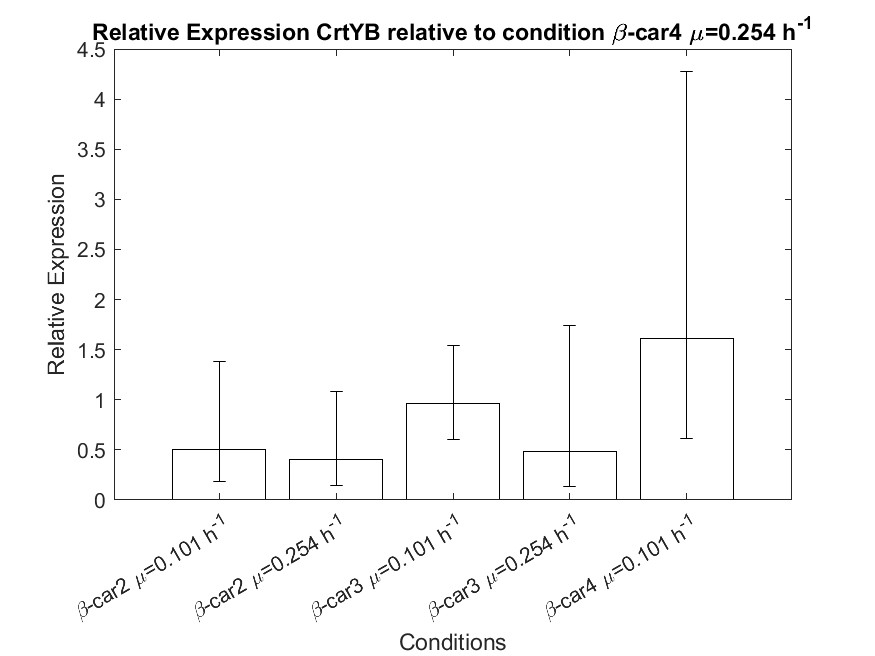 Relative Expression CrtYB relative to condition β-car4 μ=0.254 h⁻¹
4.5
4
3.5
3
2.5
2
1.5
1
0.5
0
Relative Expression
β-car2 μ=0.101 h⁻¹
β-car2 μ=0.254 h⁻¹
β-car3 μ=0.101 h⁻¹
β-car3 μ=0.254 h⁻¹
β-car4 μ=0.101 h⁻¹
Conditions